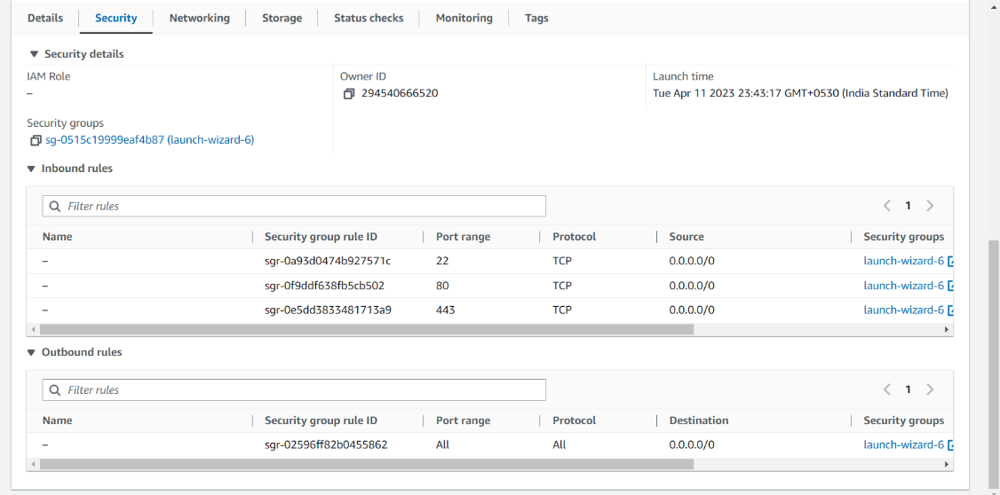 Details Security Networking Storage Status checks Monitoring Tags
Security details
IAM Role Owner ID Launch time
– 294540666520 Tue Apr 11 2023 23:43:17 GMT+0530 (India Standard Time)
Security groups
sg-0515c19999eaf4b87 (launch-wizard-6)
Inbound rules
Filter rules 1
Name Security group rule ID Port range Protocol Source Security groups
– sgr-0a93d0474b927571c 22 TCP 0.0.0.0/0 launch-wizard-6
– sgr-0f9ddf638fb5cb502 80 TCP 0.0.0.0/0 launch-wizard-6
– sgr-0e5dd3833481713a9 443 TCP 0.0.0.0/0 launch-wizard-6
Outbound rules
Filter rules 1
Name Security group rule ID Port range Protocol Destination Security groups
– sgr-02596ff82b0455862 All All 0.0.0.0/0 launch-wizard-6